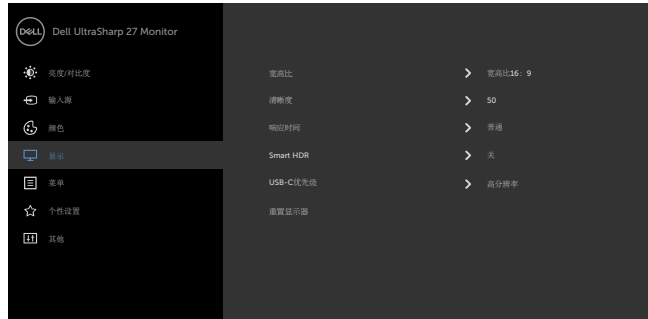 DELL Dell UltraSharp 27 Monitor
亮度/对比度
输入源
颜色
显示
菜单
个性设置
其他
宽高比 宽高比16: 9
清晰度 50
响应时间 普通
Smart HDR 关
USB-C优先级 高分辨率
重置显示器